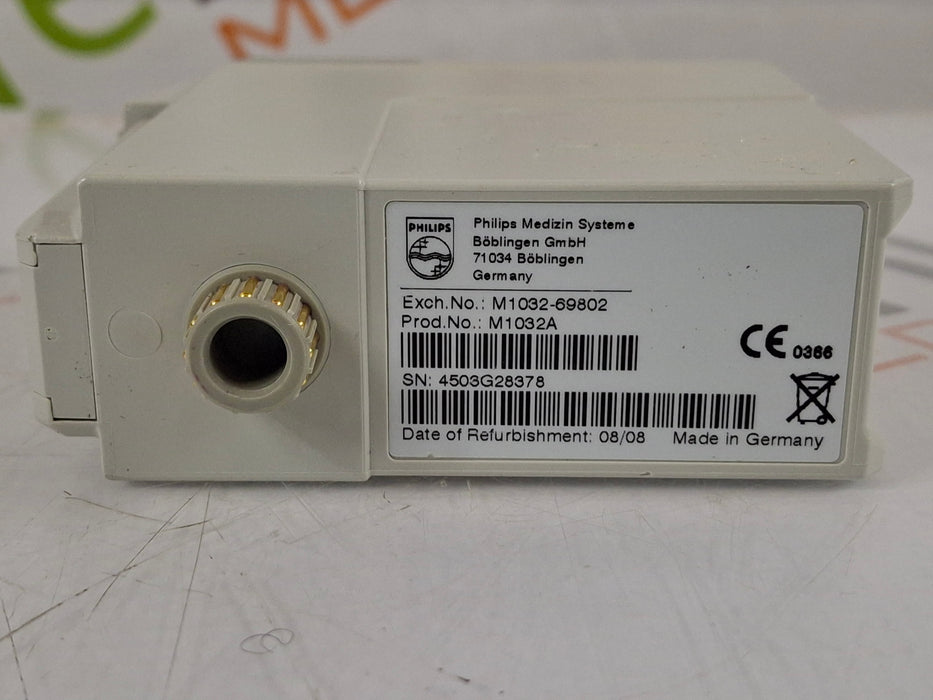 PHILIPS
Philips Medizin Systeme
Böblingen GmbH
71034 Böblingen
Germany
Exch.No.: M1032-69802
Prod.No.: M1032A
SN: 4503G28378
Date of Refurbishment: 08/08 Made in Germany
CE 0366